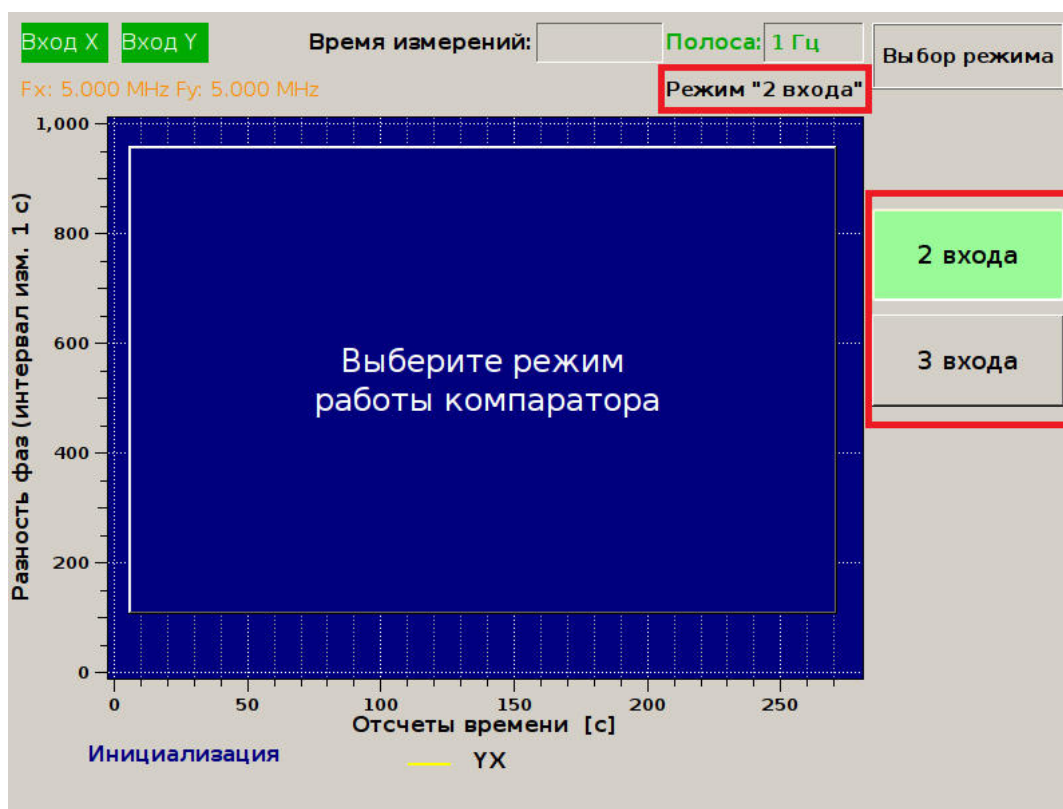 Вход X Вход Y Время измерений: Полоса: 1 Гц Выбор режима
Fx: 5.000 MHz Fy: 5.000 MHz Режим "2 входа"
1,000
800
600
400
200
0
Разность фаз (интервал изм. 1 с)
Выберите режим
работы компаратора
2 входа
3 входа
0 50 100 150 200 250
Отсчеты времени [с]
Инициализация YX